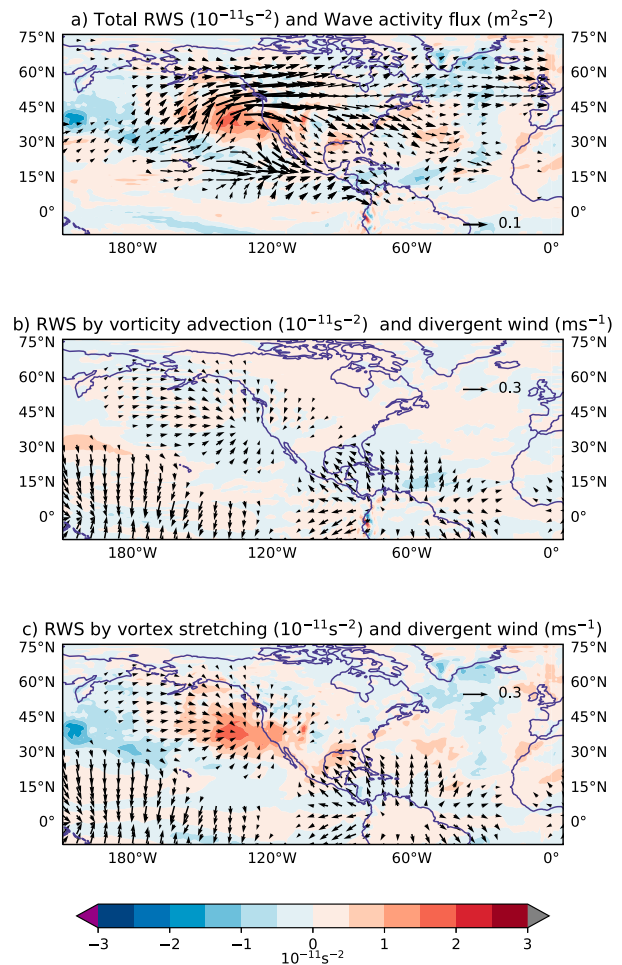 a) Total RWS (10⁻¹¹s⁻²) and Wave activity flux (m²s⁻²)
75°N 75°N
60°N 60°N
45°N 45°N
30°N 30°N
15°N 15°N
0° 0°
0.1
180°W 120°W 60°W 0°
b) RWS by vorticity advection (10⁻¹¹s⁻²) and divergent wind (ms⁻¹)
75°N 75°N
60°N 60°N
0.3
45°N 45°N
30°N 30°N
15°N 15°N
0° 0°
180°W 120°W 60°W 0°
c) RWS by vortex stretching (10⁻¹¹s⁻²) and divergent wind (ms⁻¹)
75°N 75°N
60°N 60°N
0.3
45°N 45°N
30°N 30°N
15°N 15°N
0° 0°
180°W 120°W 60°W 0°
−3 −2 −1 0 1 2 3
10⁻¹¹s⁻²